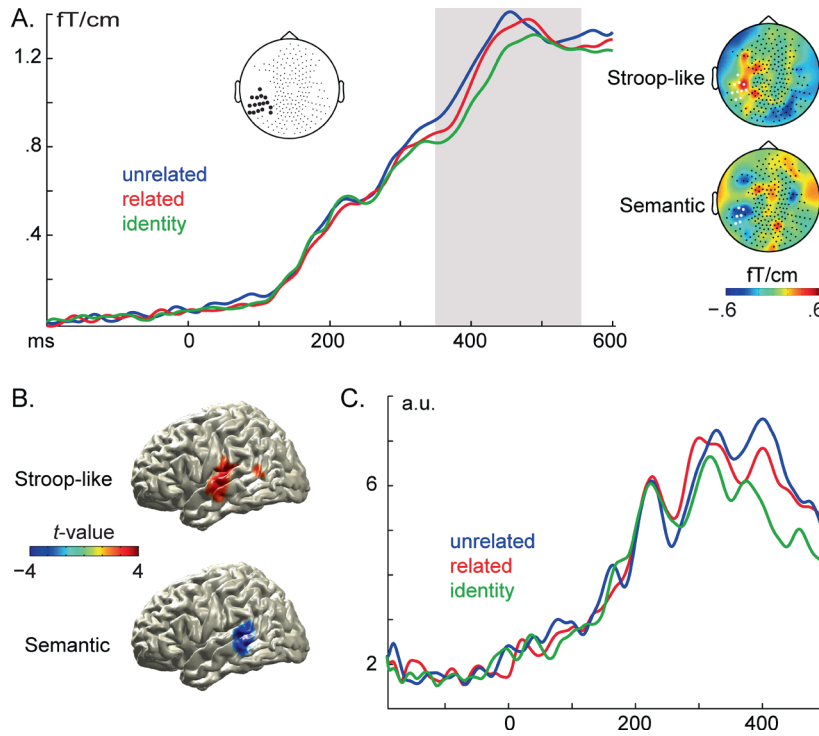 A.
fT/cm
1.2
.8
.4
unrelated
related
identity
ms
0
200
400
600
Stroop-like
Semantic
fT/cm
−.6
.6
B.
Stroop-like
t-value
−4
4
Semantic
C.
a.u.
6
2
unrelated
related
identity
0
200
400